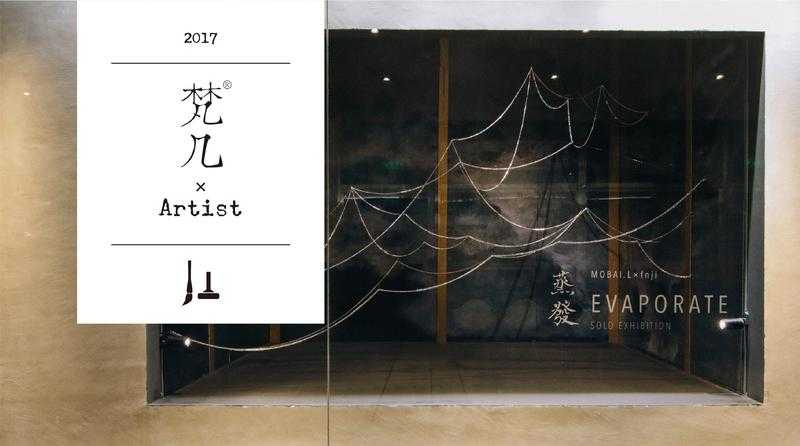 2017
梵®
几
×
Artist
蒸
發
MOBAI.L×fnji
EVAPORATE
SOLO EXHIBITION